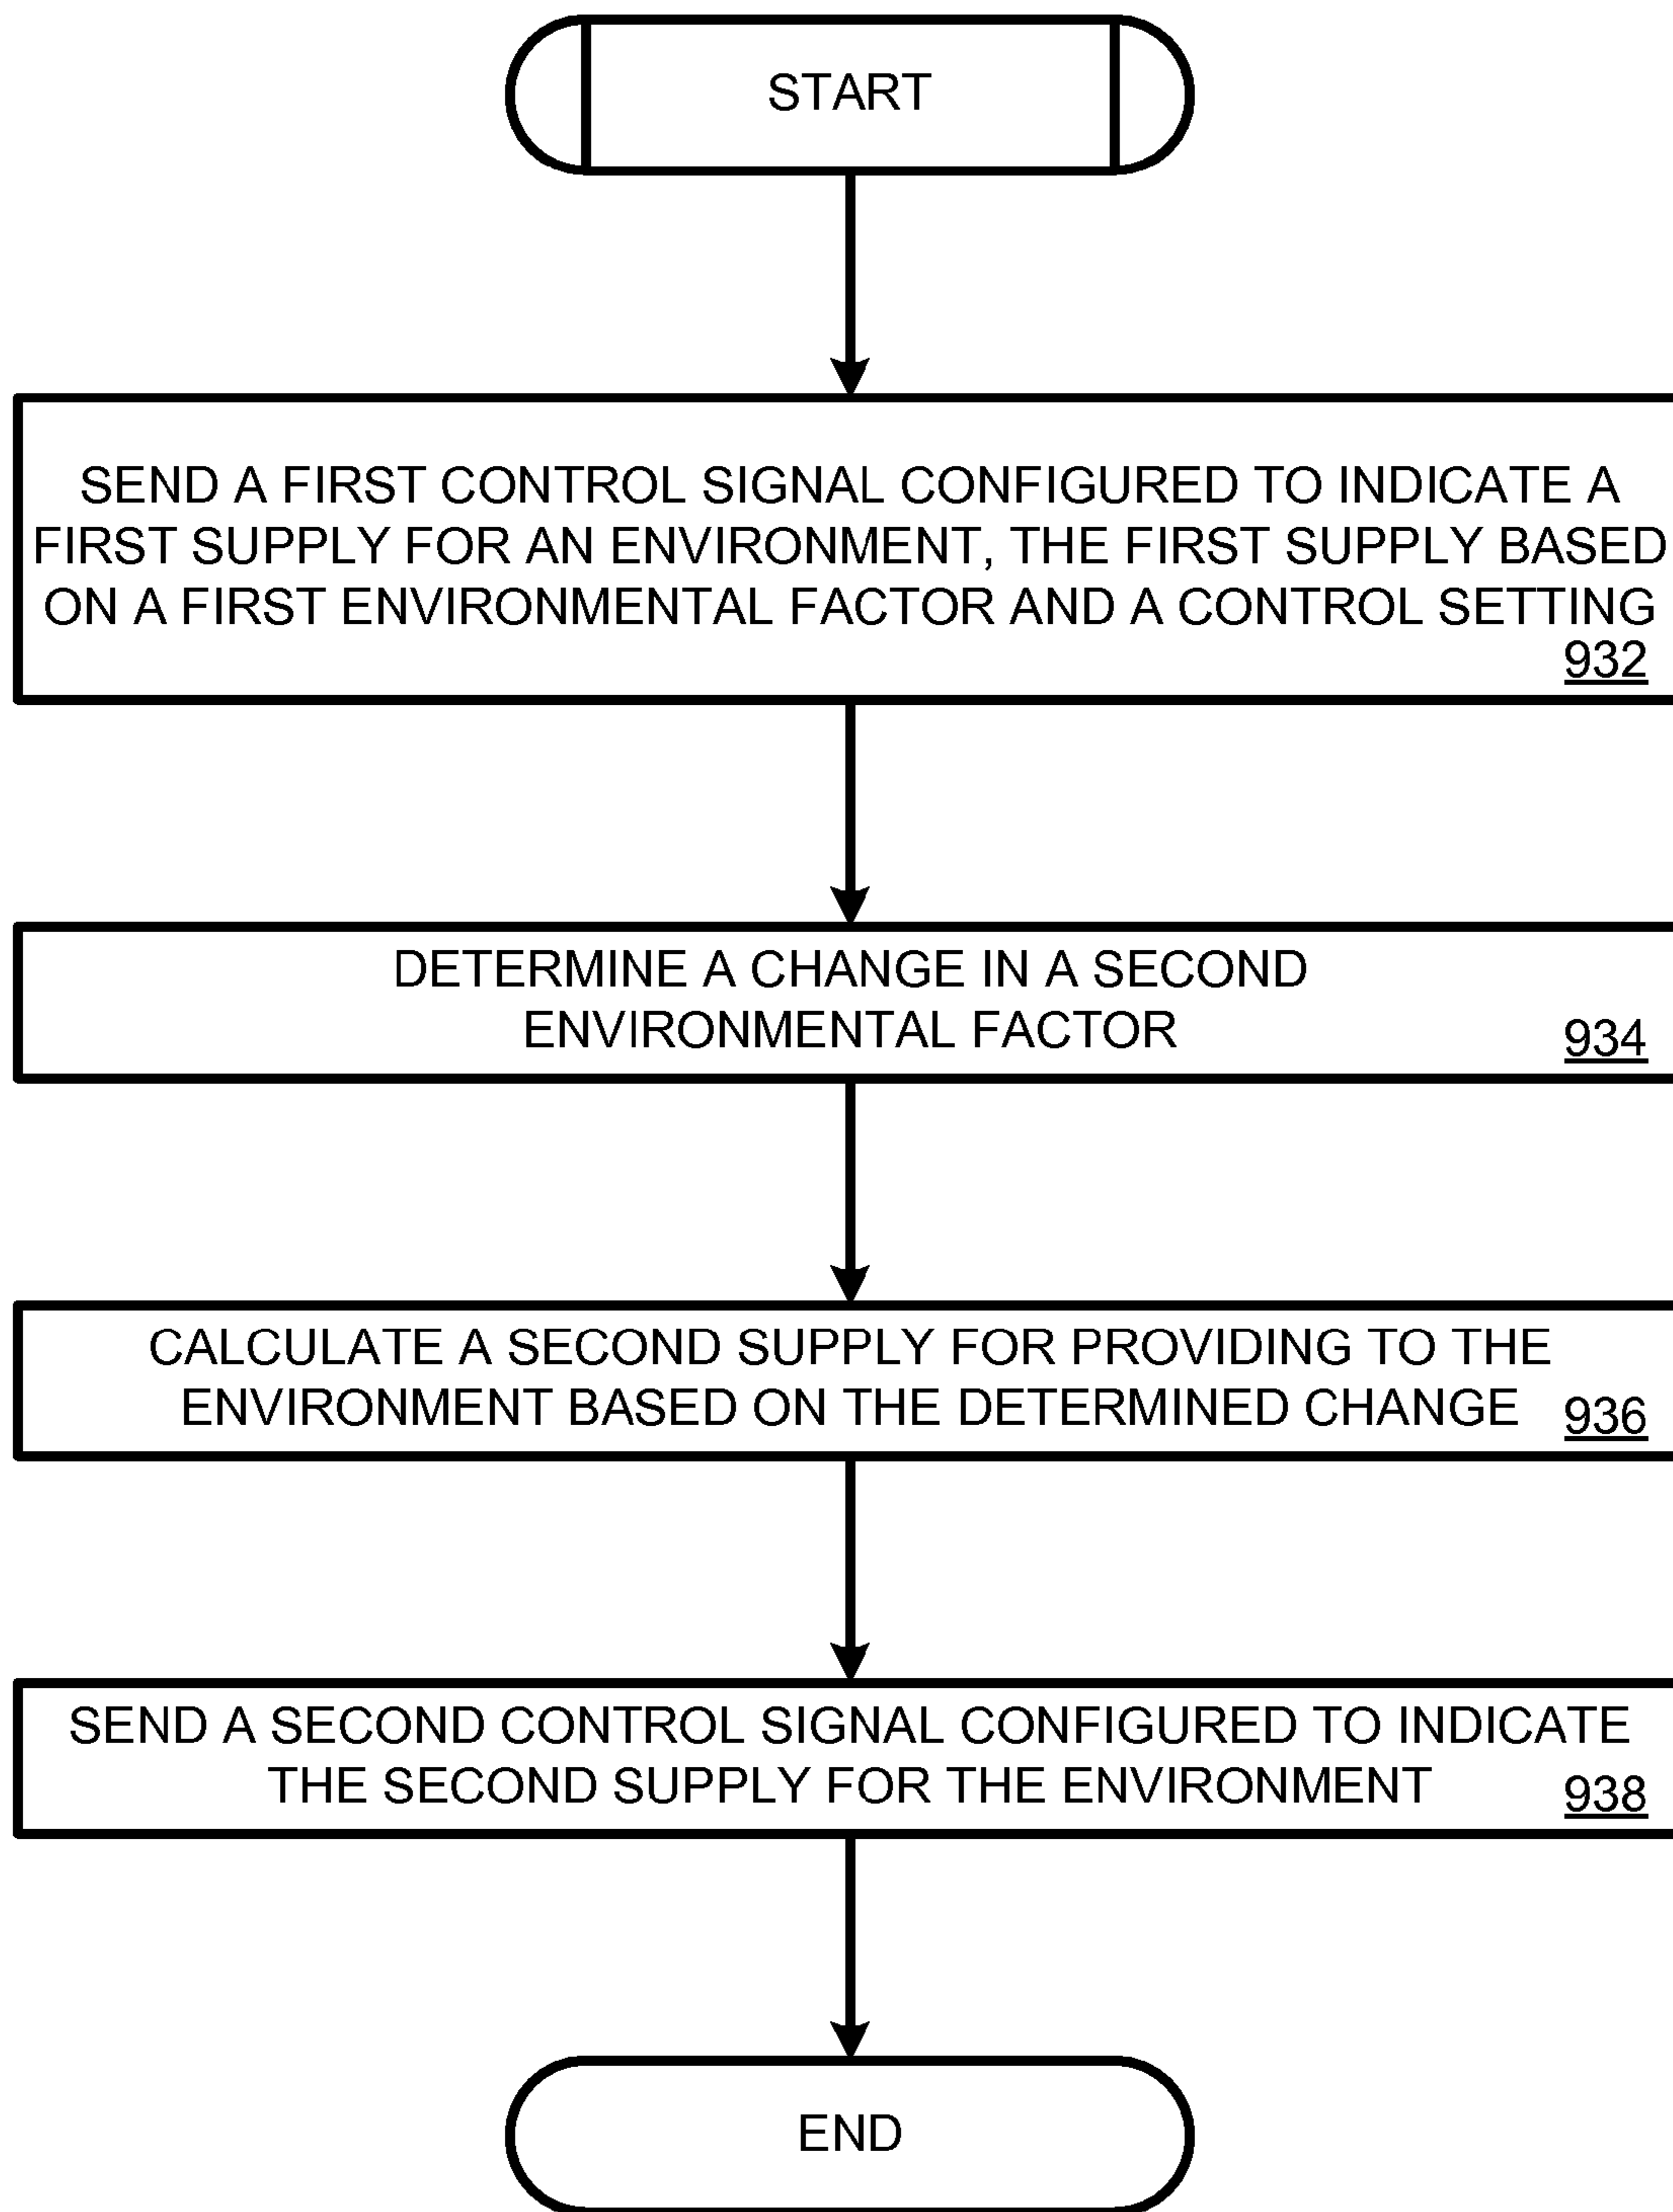 START
SEND A FIRST CONTROL SIGNAL CONFIGURED TO INDICATE A
FIRST SUPPLY FOR AN ENVIRONMENT, THE FIRST SUPPLY BASED
ON A FIRST ENVIRONMENTAL FACTOR AND A CONTROL SETTING
932
DETERMINE A CHANGE IN A SECOND
ENVIRONMENTAL FACTOR
934
CALCULATE A SECOND SUPPLY FOR PROVIDING TO THE
ENVIRONMENT BASED ON THE DETERMINED CHANGE
936
SEND A SECOND CONTROL SIGNAL CONFIGURED TO INDICATE
THE SECOND SUPPLY FOR THE ENVIRONMENT
938
END